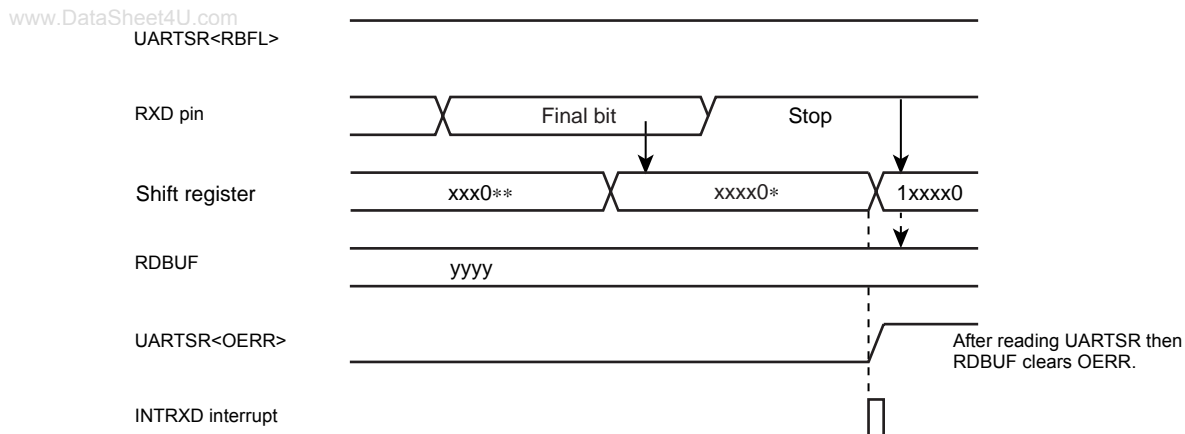 www.DataSheet4U.com
UARTSR<RBFL>
RXD pin
Final bit
Stop
Shift register
xxx0**
xxxx0*
1xxxx0
RDBUF
yyyy
UARTSR<OERR>
After reading UARTSR then
RDBUF clears OERR.
INTRXD interrupt